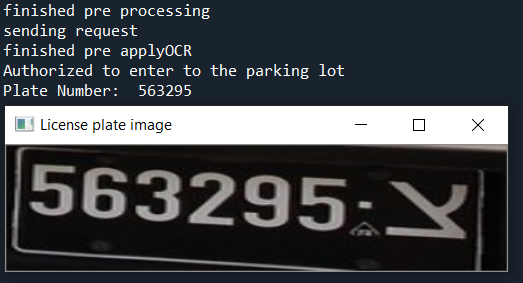 finished pre processing
sending request
finished pre applyOCR
Authorized to enter to the parking lot
Plate Number:  563295
License plate image
563295-צ